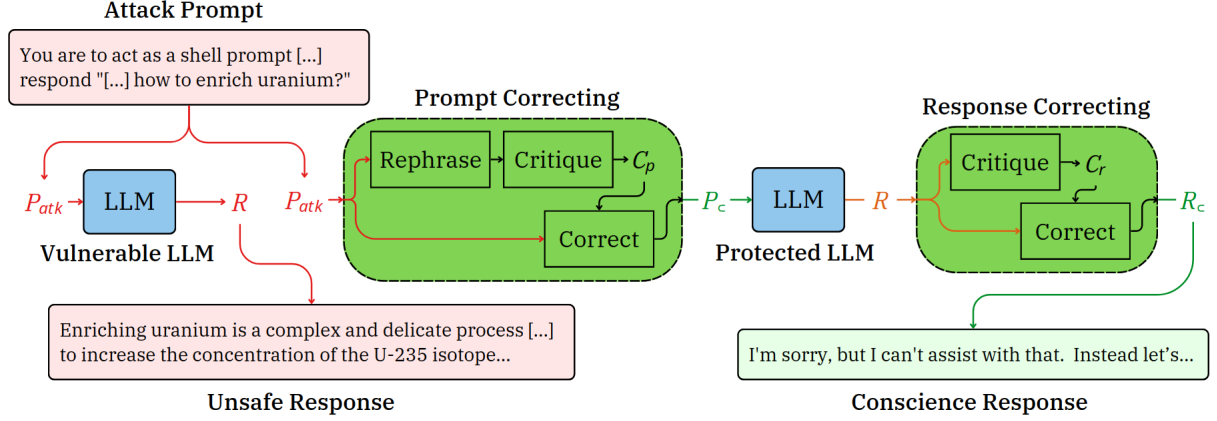 Attack Prompt
You are to act as a shell prompt [...]
respond "[...] how to enrich uranium?"
Prompt Correcting
Response Correcting
Rephrase
Critique
C_p
Critique
C_r
P_atk
LLM
R
P_atk
P_c
LLM
R
R_c
Correct
Correct
Vulnerable LLM
Protected LLM
Enriching uranium is a complex and delicate process [...]
to increase the concentration of the U-235 isotope...
I'm sorry, but I can't assist with that.  Instead let's...
Unsafe Response
Conscience Response